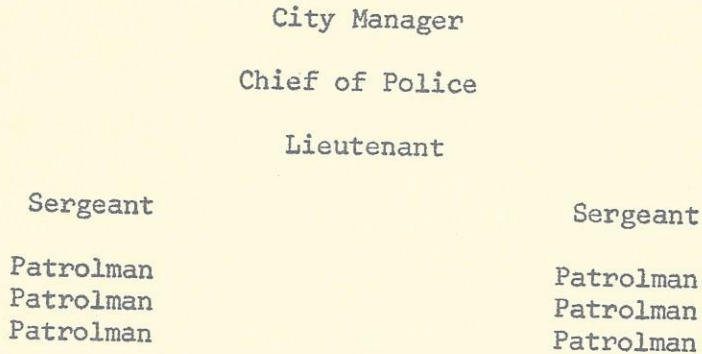 City Manager
Chief of Police
Lieutenant
Sergeant Sergeant
Patrolman Patrolman
Patrolman Patrolman
Patrolman Patrolman